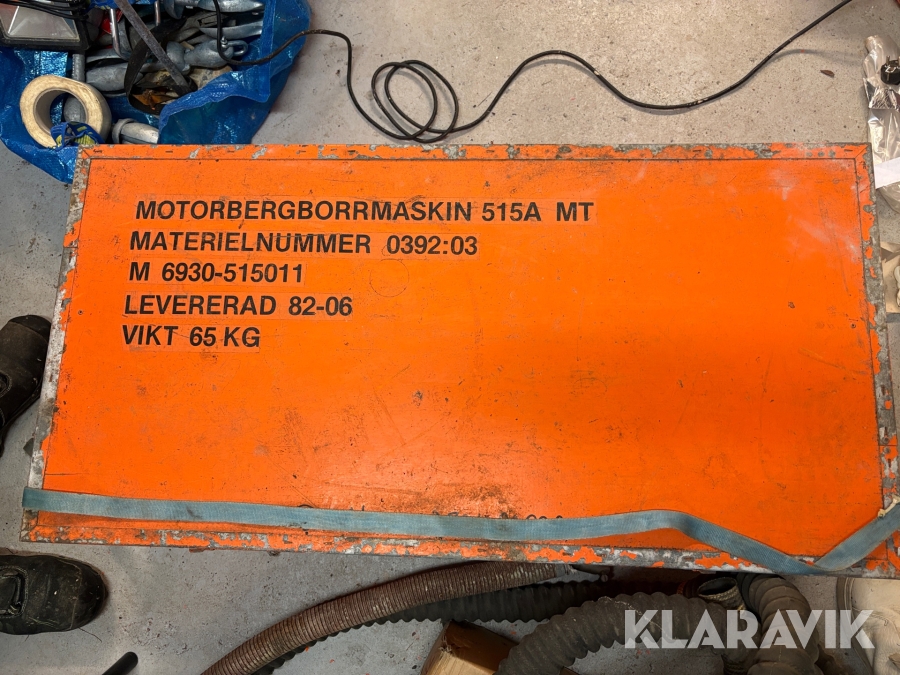 MOTORBERGBORRMASKIN 515A MT
MATERIELNUMMER 0392:03
M 6930-515011
LEVERERAD 82-06
VIKT 65 KG
KLARAVIK